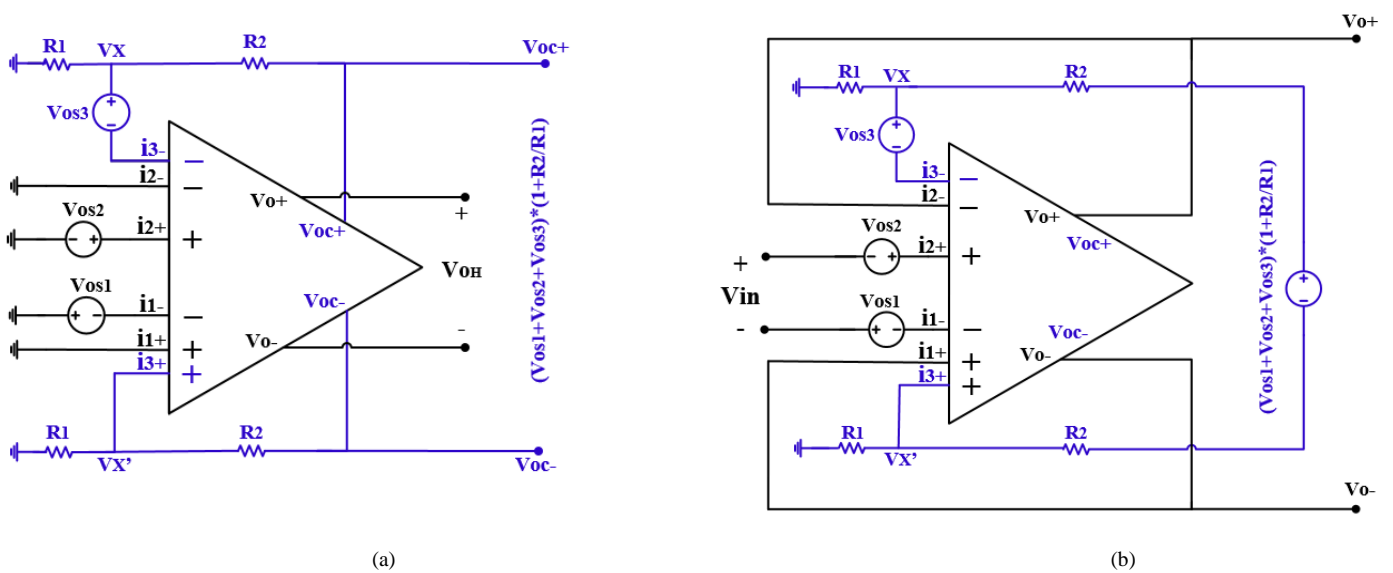 R1
VX
R2
Voc+
Vos3
+
-
i3-
−
i2-
−
Vos2
- +
i2+
+
Vos1
+ -
i1-
−
i1+
+
i3+
+
Vo+
Voc+
Voc-
Vo-
+
VoH
-
(Vos1+Vos2+Vos3)*(1+R2/R1)
R1
VX'
R2
Voc-
(a)
Vo+
R1
VX
R2
Vos3
+
-
i3-
−
i2-
−
Vos2
- +
i2+
+
+
Vin
-
Vos1
+ -
i1-
−
i1+
+
i3+
+
Vo+
Voc+
Voc-
Vo-
(Vos1+Vos2+Vos3)*(1+R2/R1)
+
-
R1
VX'
R2
Vo-
(b)